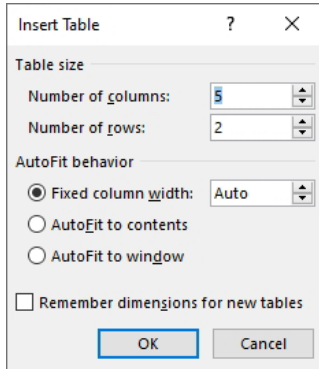 Insert Table ? ×
Table size
Number of columns: 5
Number of rows: 2
AutoFit behavior
Fixed column width: Auto
AutoFit to contents
AutoFit to window
Remember dimensions for new tables
OK Cancel